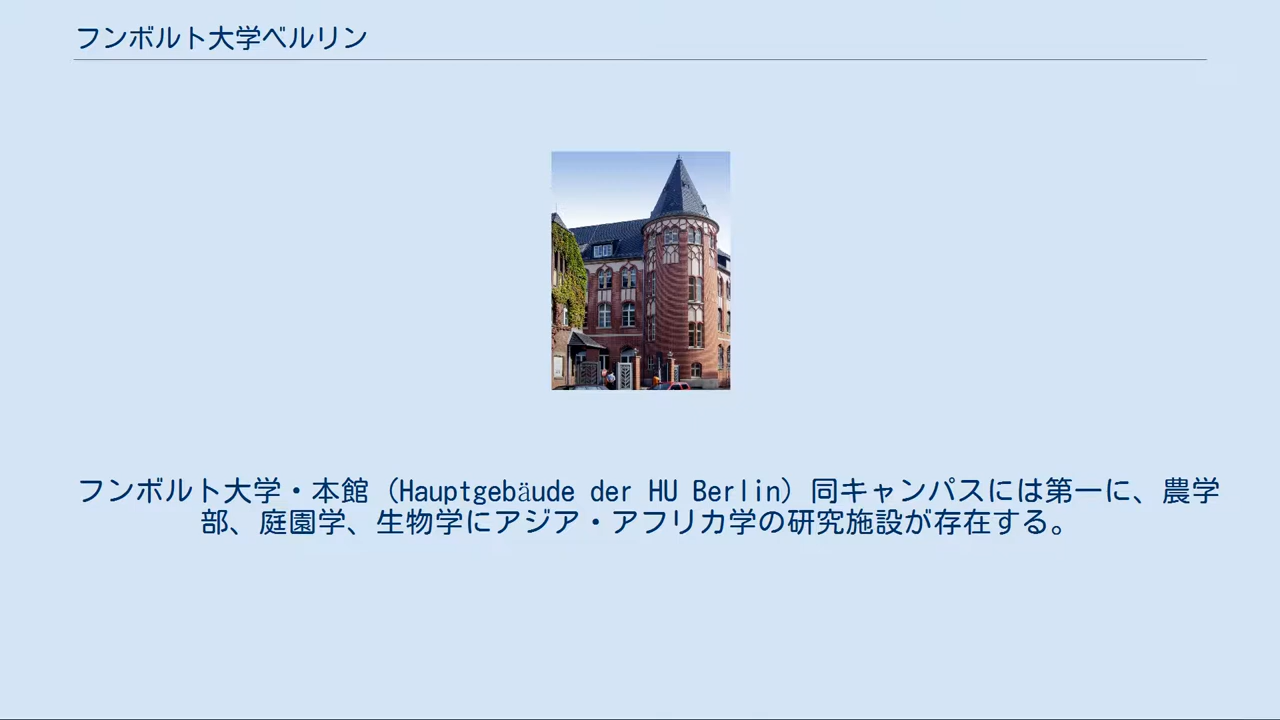 フンボルト大学ベルリン
フンボルト大学・本館（Hauptgebäude der HU Berlin）同キャンパスには第一に、農学
部、庭園学、生物学にアジア・アフリカ学の研究施設が存在する。